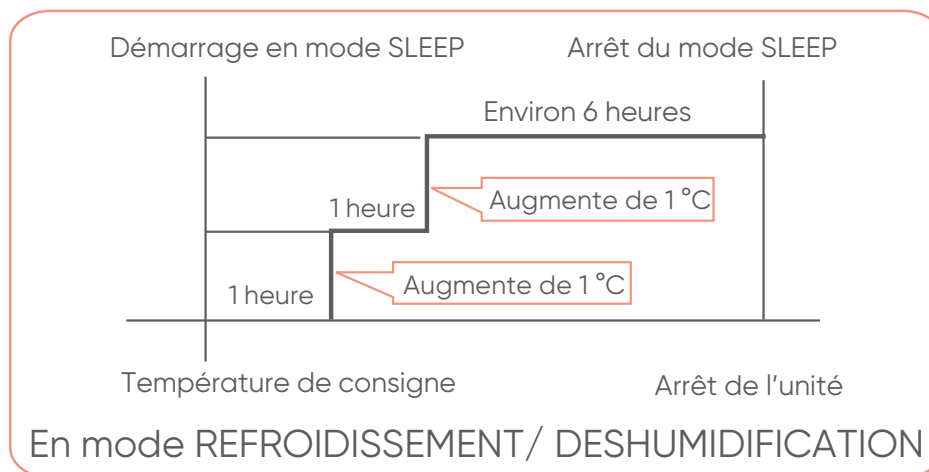 Démarrage en mode SLEEP
Arrêt du mode SLEEP
Environ 6 heures
Augmente de 1 °C
1 heure
Augmente de 1 °C
1 heure
Température de consigne
Arrêt de l'unité
En mode REFROIDISSEMENT/ DESHUMIDIFICATION